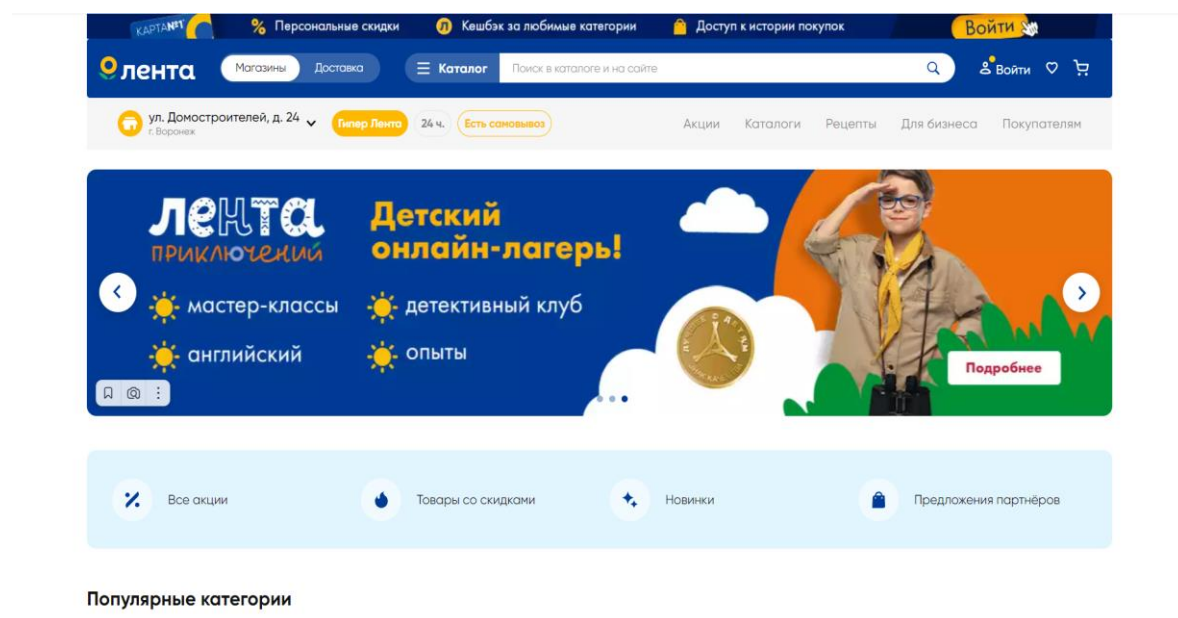 КАРТА №1
Персональные скидки
Кешбэк за любимые категории
Доступ к истории покупок
Войти
лента
Магазины
Доставка
Каталог
Поиск в каталоге и на сайте
Войти
ул. Домостроителей, д. 24
г. Воронеж
Гипер Лента
24 ч.
Есть самовывоз
Акции
Каталоги
Рецепты
Для бизнеса
Покупателям
лента
приключений
Детский
онлайн-лагерь!
мастер-классы
детективный клуб
английский
опыты
Подробнее
Все акции
Товары со скидками
Новинки
Предложения партнёров
Популярные категории